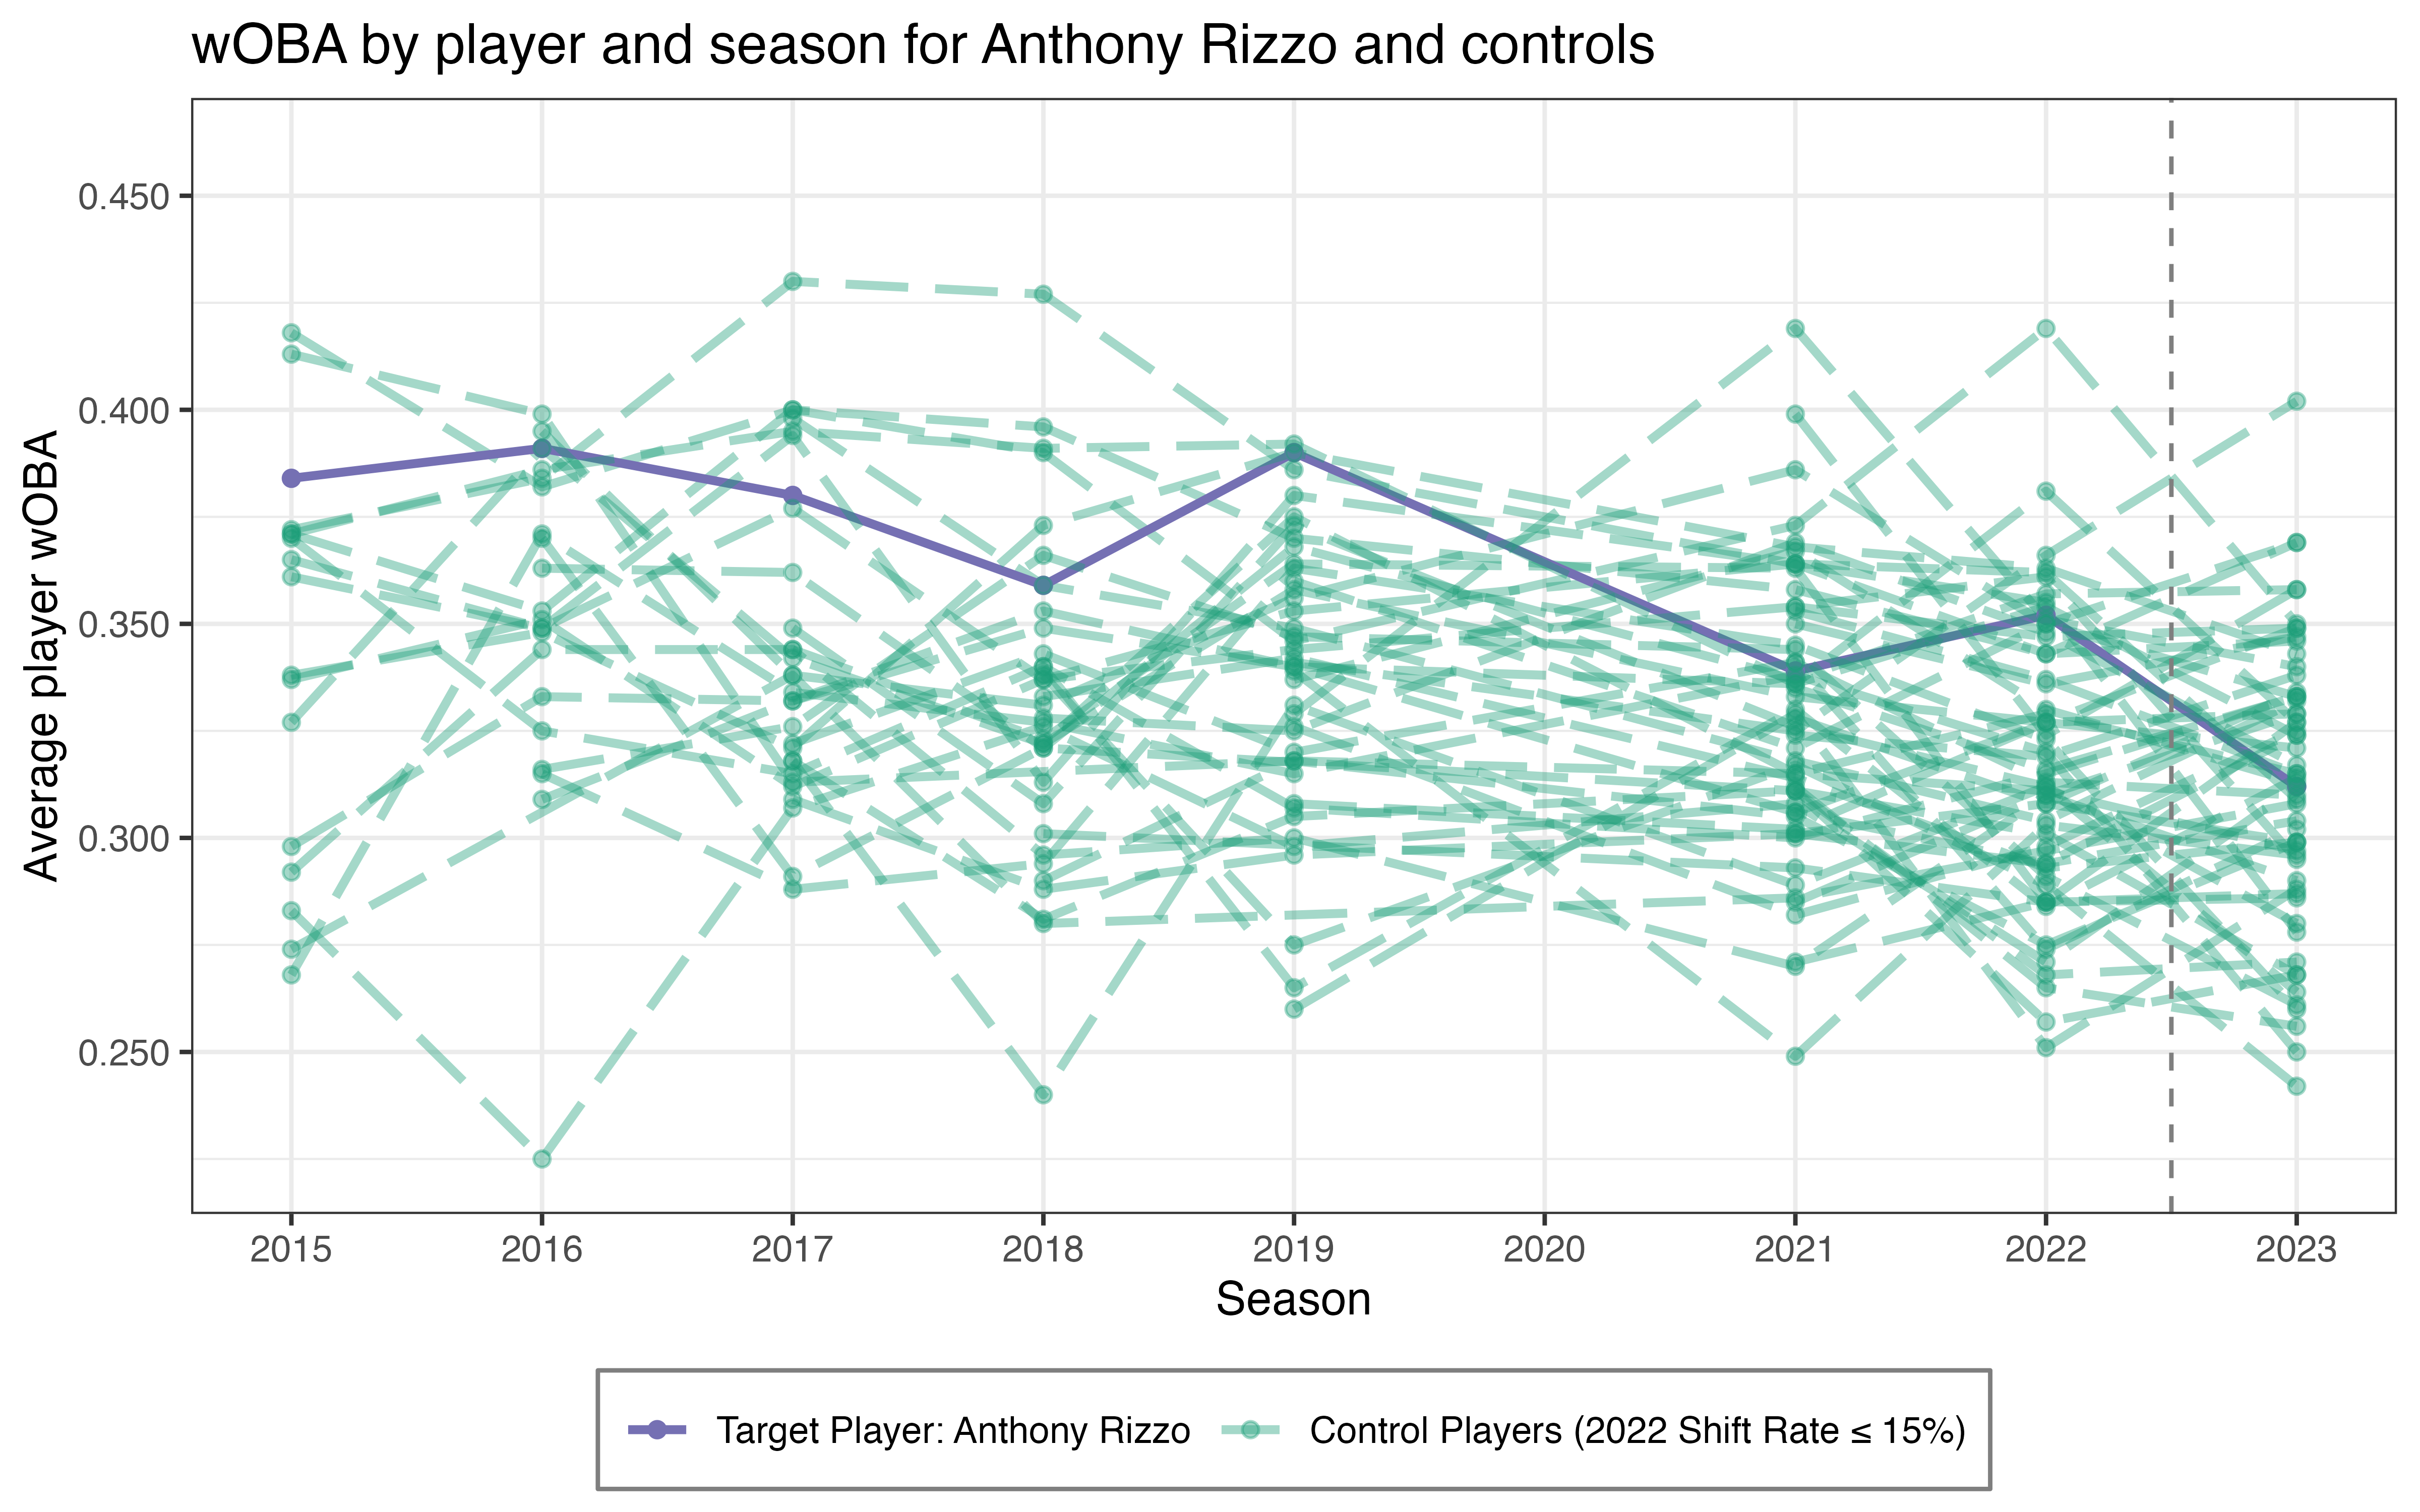 wOBA by player and season for Anthony Rizzo and controls
Average player wOBA
0.450
0.400
0.350
0.300
0.250
2015 2016 2017 2018 2019 2020 2021 2022 2023
Season
Target Player: Anthony Rizzo Control Players (2022 Shift Rate ≤ 15%)